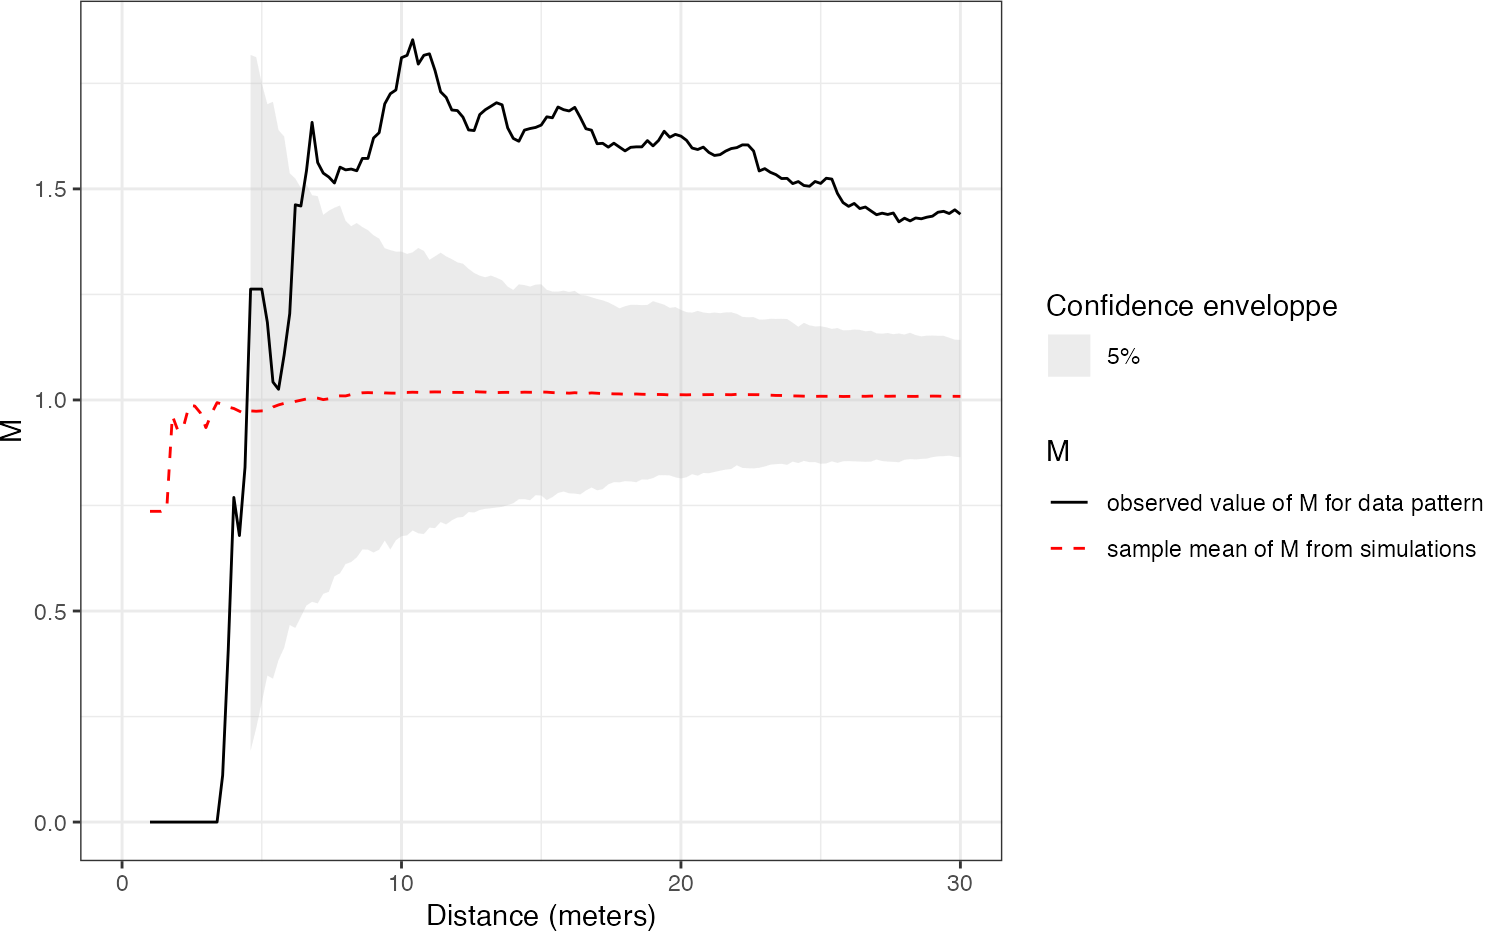 M
1.5
1.0
0.5
0.0
0
10
20
30
Distance (meters)
Confidence enveloppe
5%
M
observed value of M for data pattern
sample mean of M from simulations